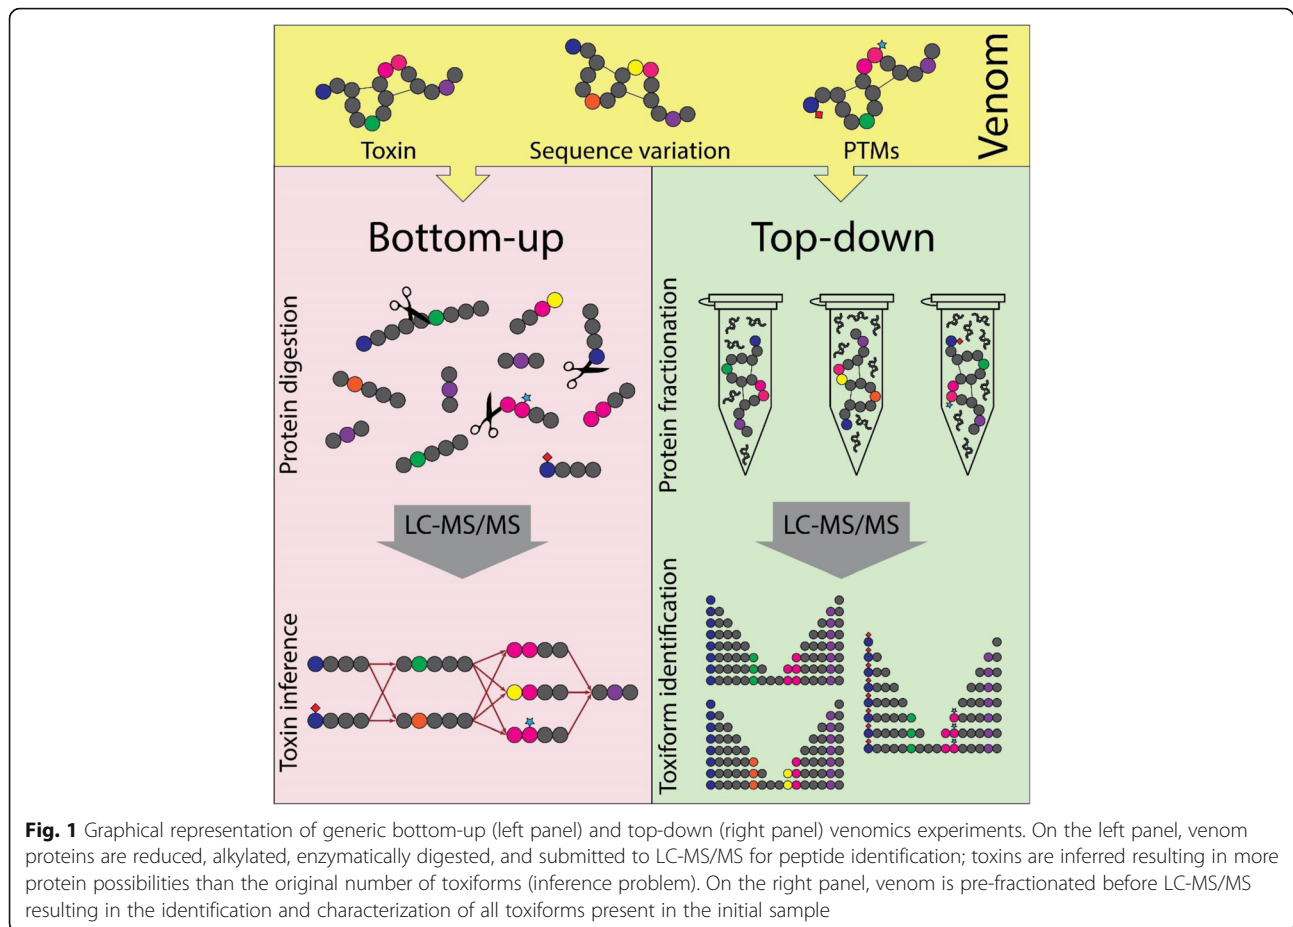 Toxin
Sequence variation
PTMs
Venom
Bottom-up
Top-down
Protein digestion
Protein fractionation
LC-MS/MS
LC-MS/MS
Toxin inference
Toxiform identification
Fig. 1 Graphical representation of generic bottom-up (left panel) and top-down (right panel) venomics experiments. On the left panel, venom
proteins are reduced, alkylated, enzymatically digested, and submitted to LC-MS/MS for peptide identification; toxins are inferred resulting in more
protein possibilities than the original number of toxiforms (inference problem). On the right panel, venom is pre-fractionated before LC-MS/MS
resulting in the identification and characterization of all toxiforms present in the initial sample